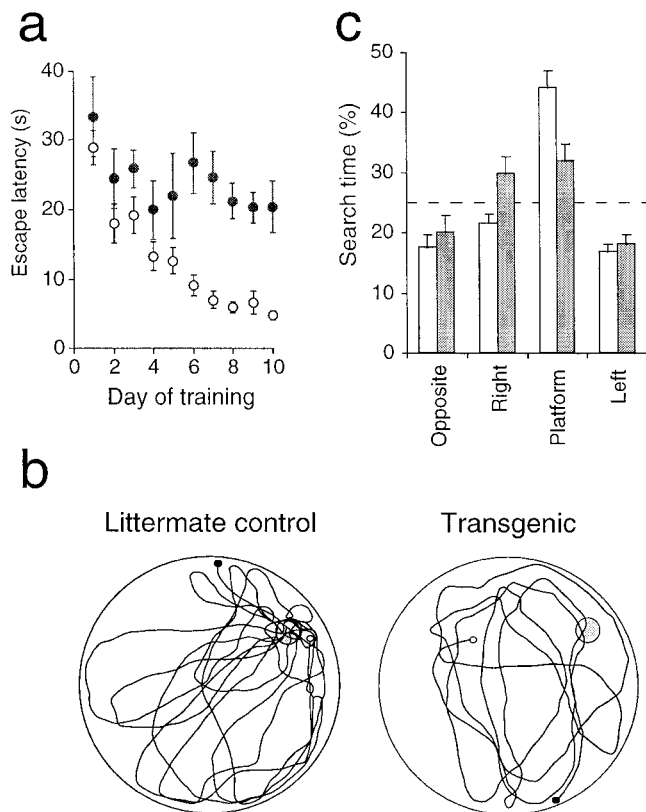 a
40
30
20
10
0
Escape latency (s)
0 2 4 6 8 10
Day of training
c
50
40
30
20
10
0
Search time (%)
Opposite
Right
Platform
Left
b
Littermate control
Transgenic